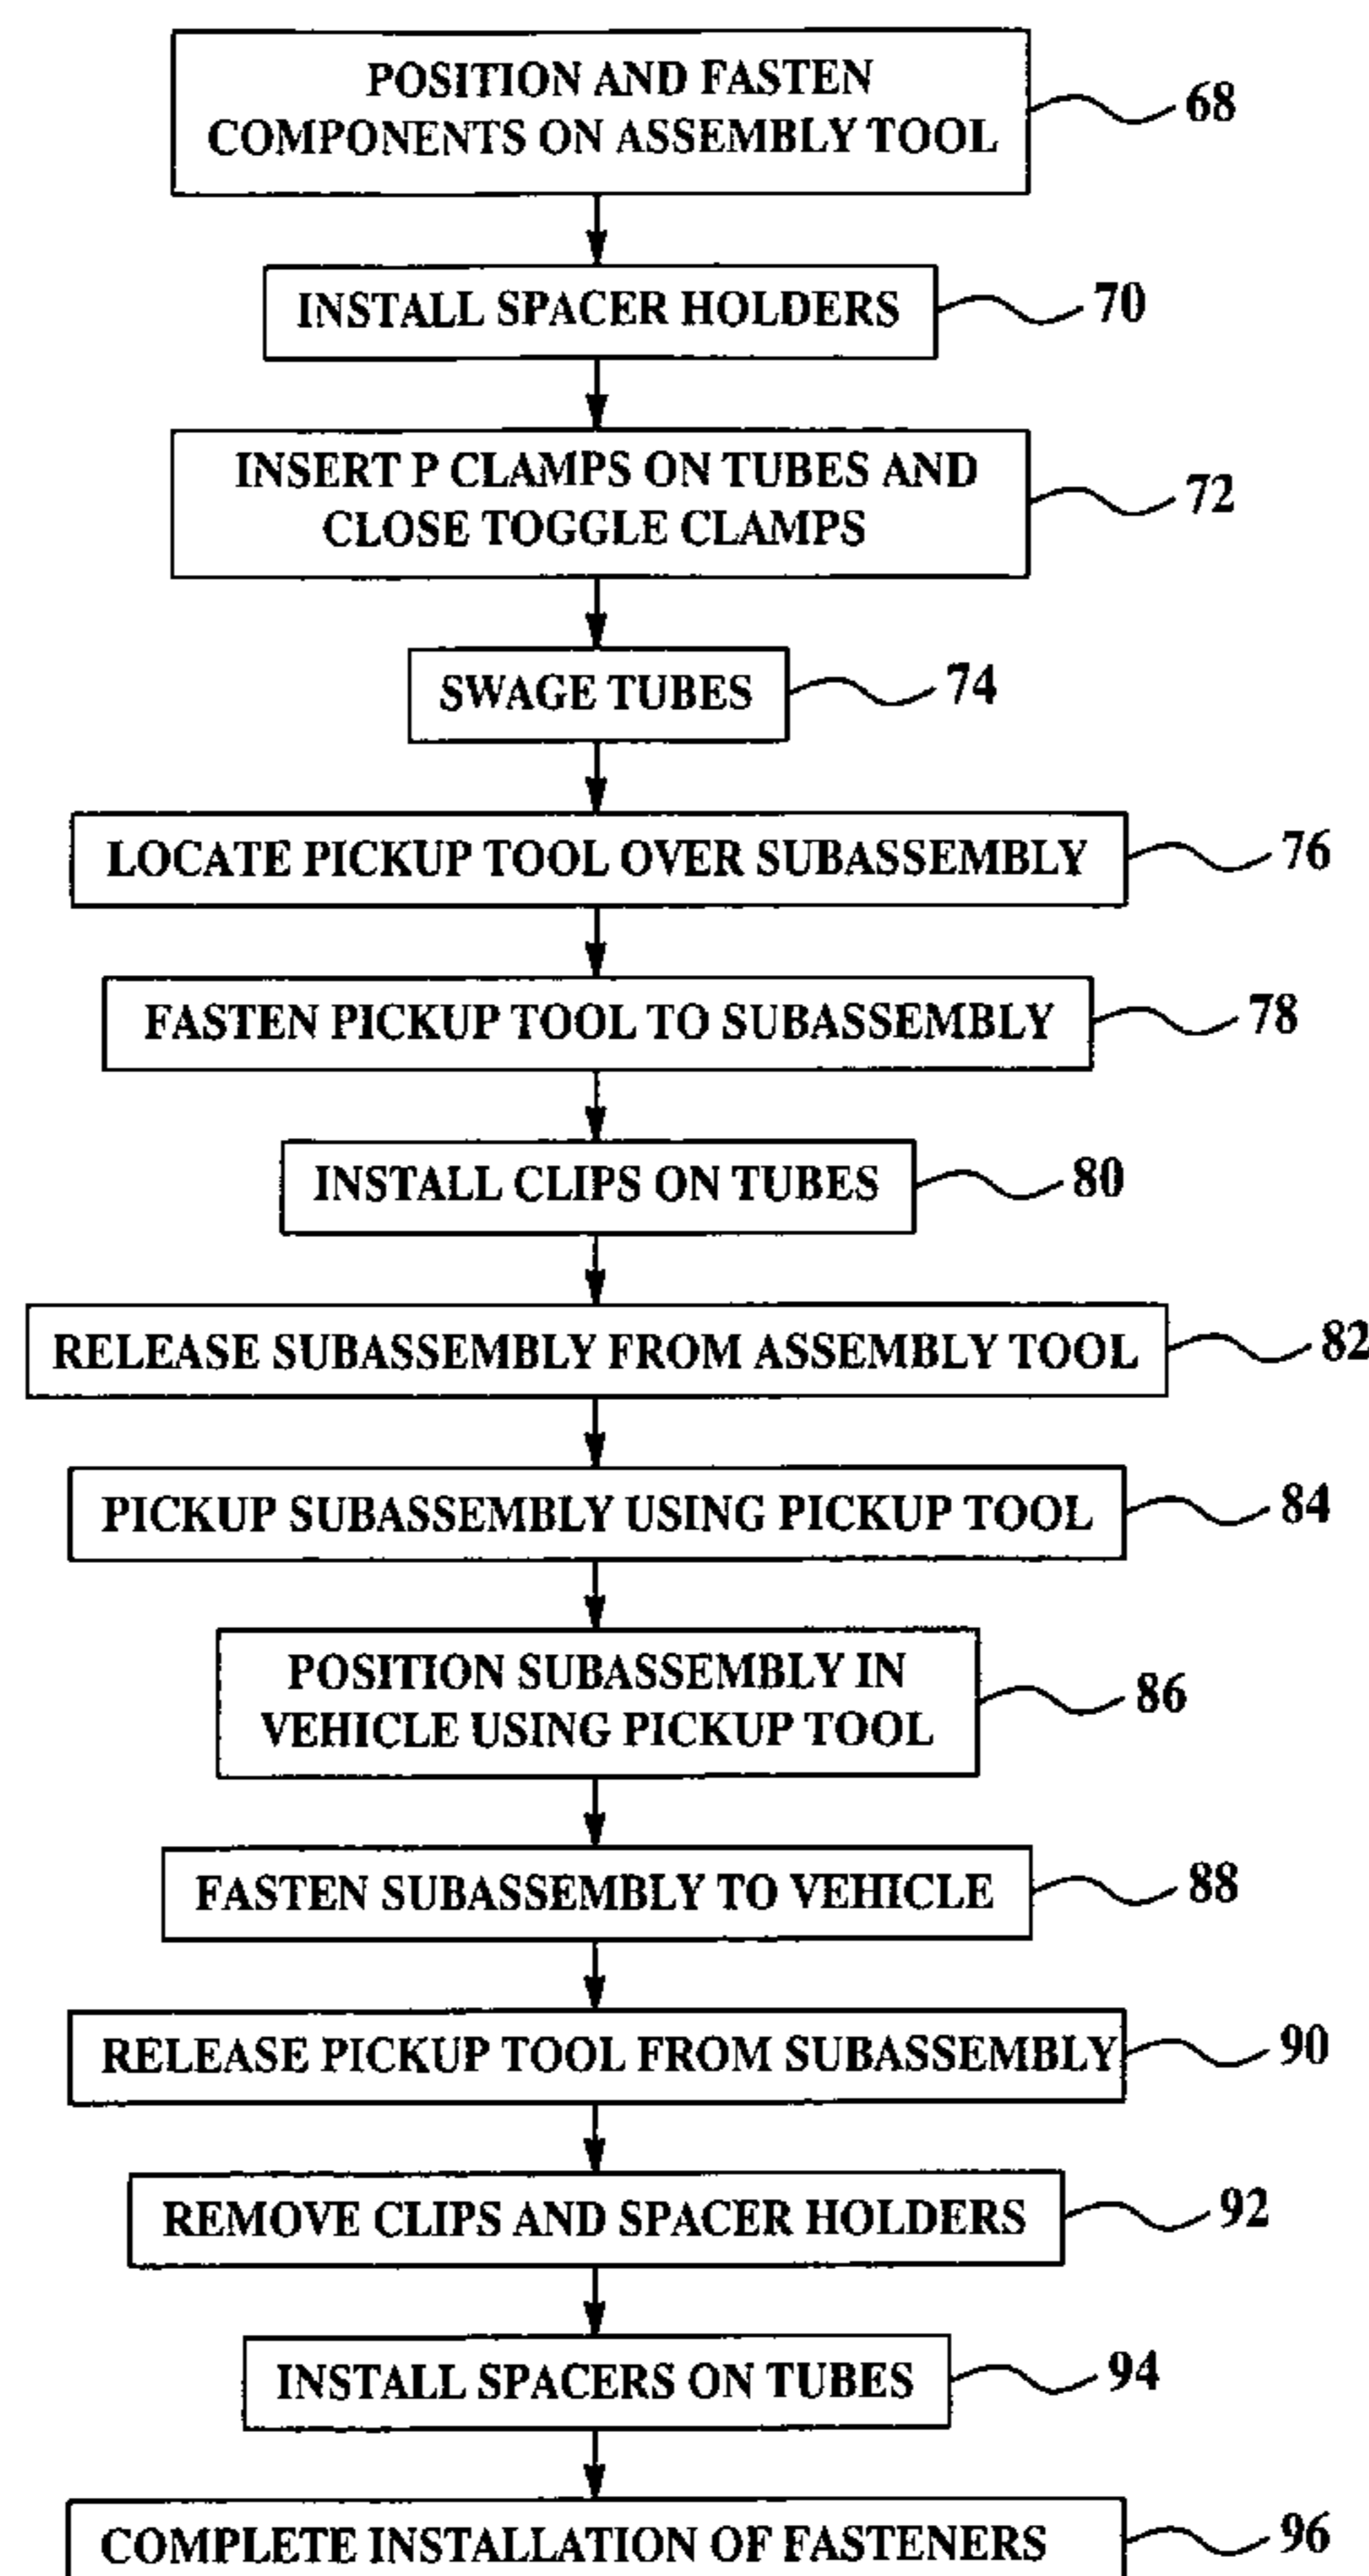 POSITION AND FASTEN
COMPONENTS ON ASSEMBLY TOOL
68
INSTALL SPACER HOLDERS
70
INSERT P CLAMPS ON TUBES AND
CLOSE TOGGLE CLAMPS
72
SWAGE TUBES
74
LOCATE PICKUP TOOL OVER SUBASSEMBLY
76
FASTEN PICKUP TOOL TO SUBASSEMBLY
78
INSTALL CLIPS ON TUBES
80
RELEASE SUBASSEMBLY FROM ASSEMBLY TOOL
82
PICKUP SUBASSEMBLY USING PICKUP TOOL
84
POSITION SUBASSEMBLY IN
VEHICLE USING PICKUP TOOL
86
FASTEN SUBASSEMBLY TO VEHICLE
88
RELEASE PICKUP TOOL FROM SUBASSEMBLY
90
REMOVE CLIPS AND SPACER HOLDERS
92
INSTALL SPACERS ON TUBES
94
COMPLETE INSTALLATION OF FASTENERS
96